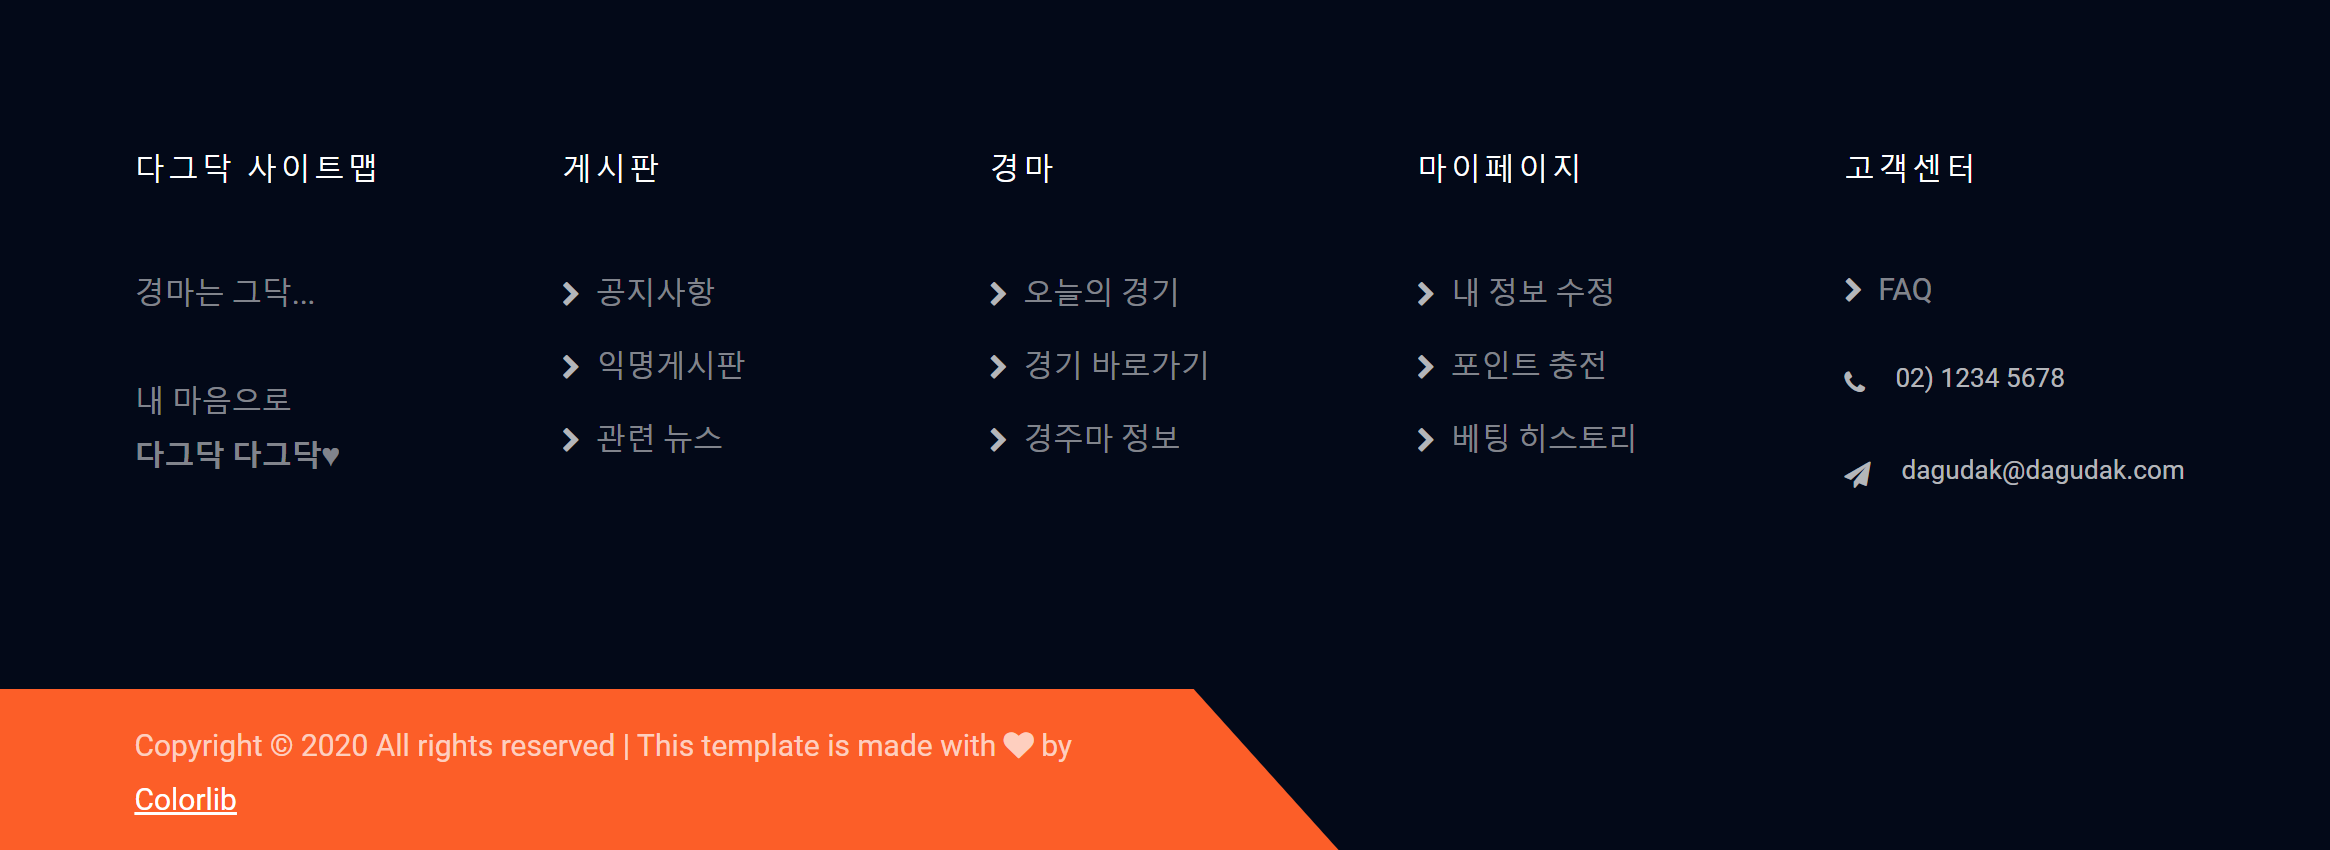 다그닥 사이트맵
경마는 그닥...
내 마음으로
다그닥 다그닥♥
게시판
공지사항
익명게시판
관련 뉴스
경마
오늘의 경기
경기 바로가기
경주마 정보
마이페이지
내 정보 수정
포인트 충전
베팅 히스토리
고객센터
FAQ
02) 1234 5678
dagudak@dagudak.com
Copyright © 2020 All rights reserved | This template is made with ♥ by
Colorlib